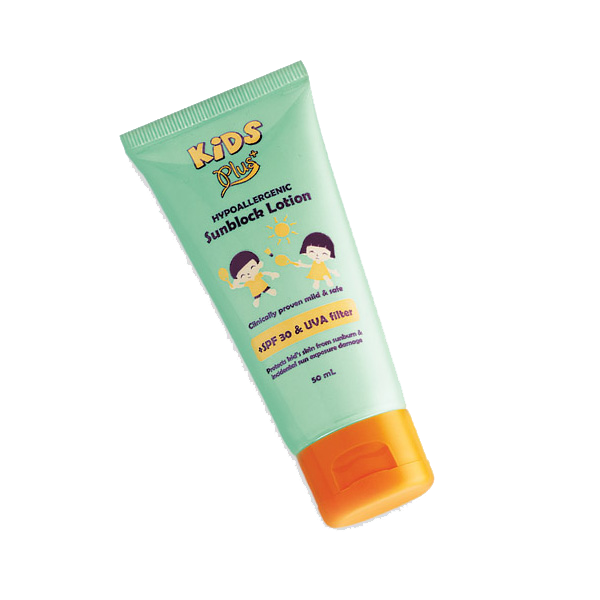 KiDS
Plus+
HYPOALLERGENIC
Sunblock Lotion
Clinically proven mild & safe
+SPF 30 & UVA filter
Protects kid's skin from sunburn &
incidental sun exposure damage
50 mL